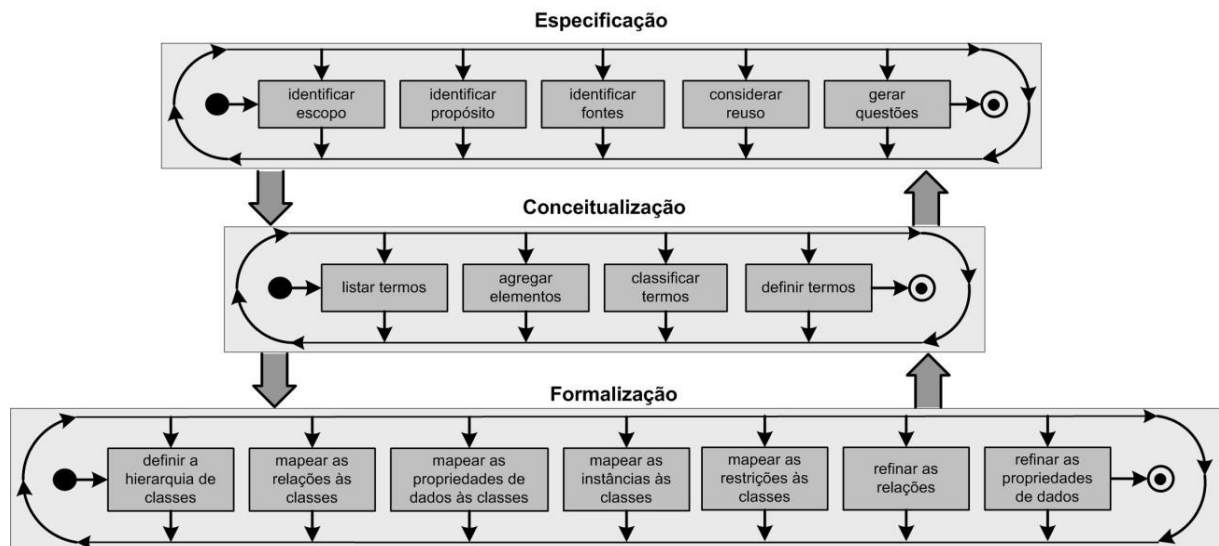 Especificação
identificar
escopo
identificar
propósito
identificar
fontes
considerar
reuso
gerar
questões
Conceitualização
listar termos
agregar
elementos
classificar
termos
definir termos
Formalização
definir a
hierarquia de
classes
mapear as
relações às
classes
mapear as
propriedades de
dados às classes
mapear as
instâncias às
classes
mapear as
restrições às
classes
refinar as
relações
refinar as
propriedades
de dados